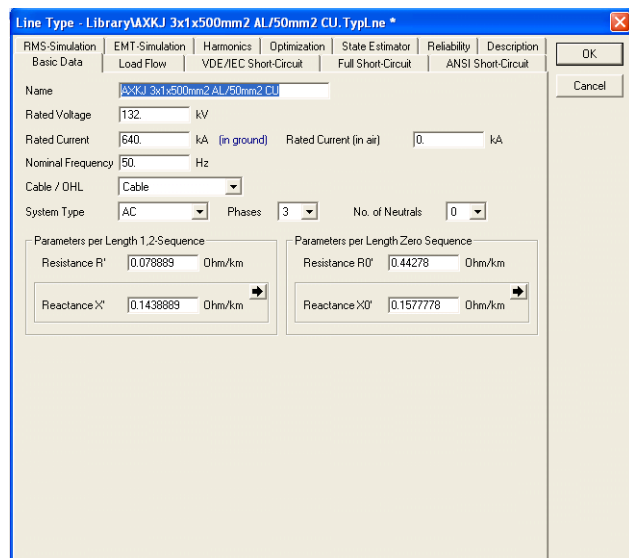 Line Type - Library\AXKJ 3x1x500mm2 AL/50mm2 CU.TypLne *
RMS-Simulation EMT-Simulation Harmonics Optimization State Estimator Reliability Description
Basic Data Load Flow VDE/IEC Short-Circuit Full Short-Circuit ANSI Short-Circuit
OK
Cancel
Name AXKJ 3x1x500mm2 AL/50mm2 CU
Rated Voltage 132. kV
Rated Current 640. kA (in ground) Rated Current (in air) 0. kA
Nominal Frequency 50. Hz
Cable / OHL Cable
System Type AC Phases 3 No. of Neutrals 0
Parameters per Length 1,2-Sequence Parameters per Length Zero Sequence
Resistance R' 0.078889 Ohm/km Resistance R0' 0.44278 Ohm/km
Reactance X' 0.1438889 Ohm/km Reactance X0' 0.1577778 Ohm/km